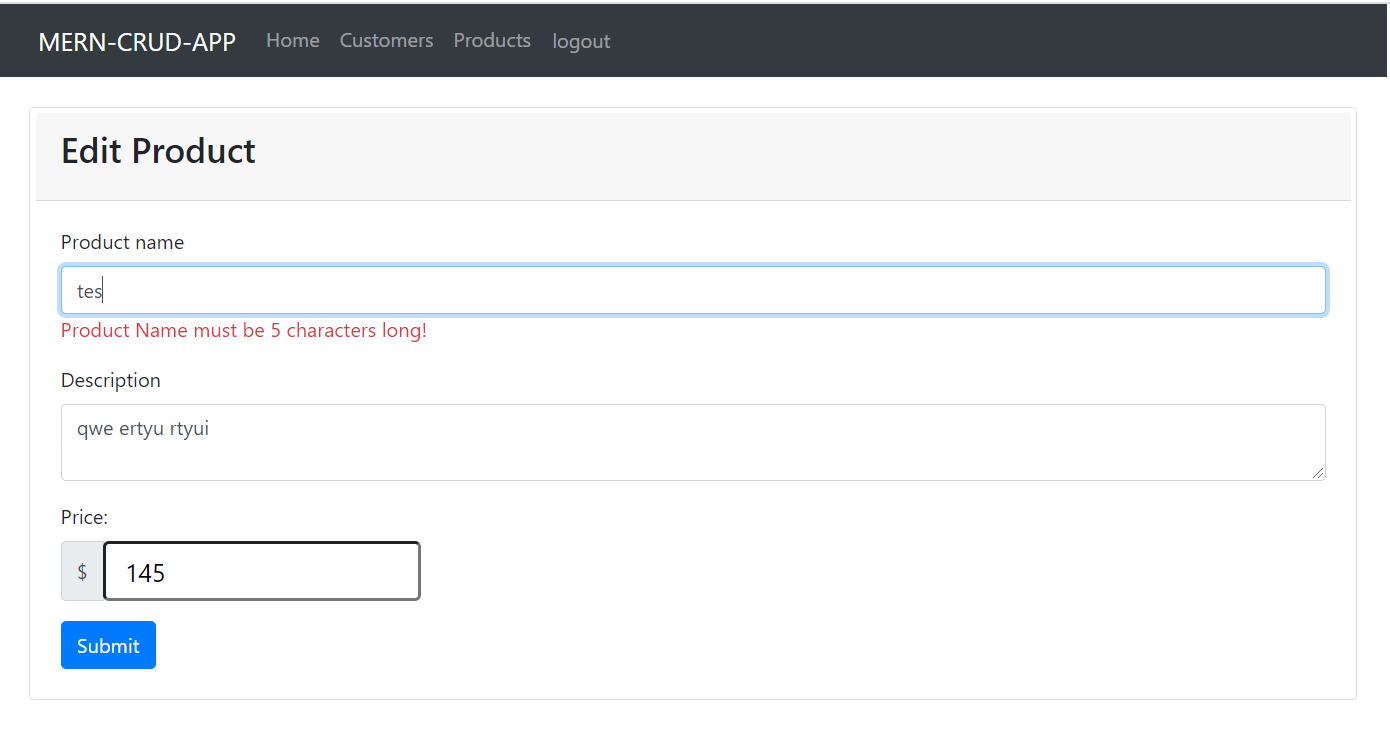 MERN-CRUD-APP Home Customers Products logout
Edit Product
Product name
tes
Product Name must be 5 characters long!
Description
qwe ertyu rtyui
Price:
$ 145
Submit